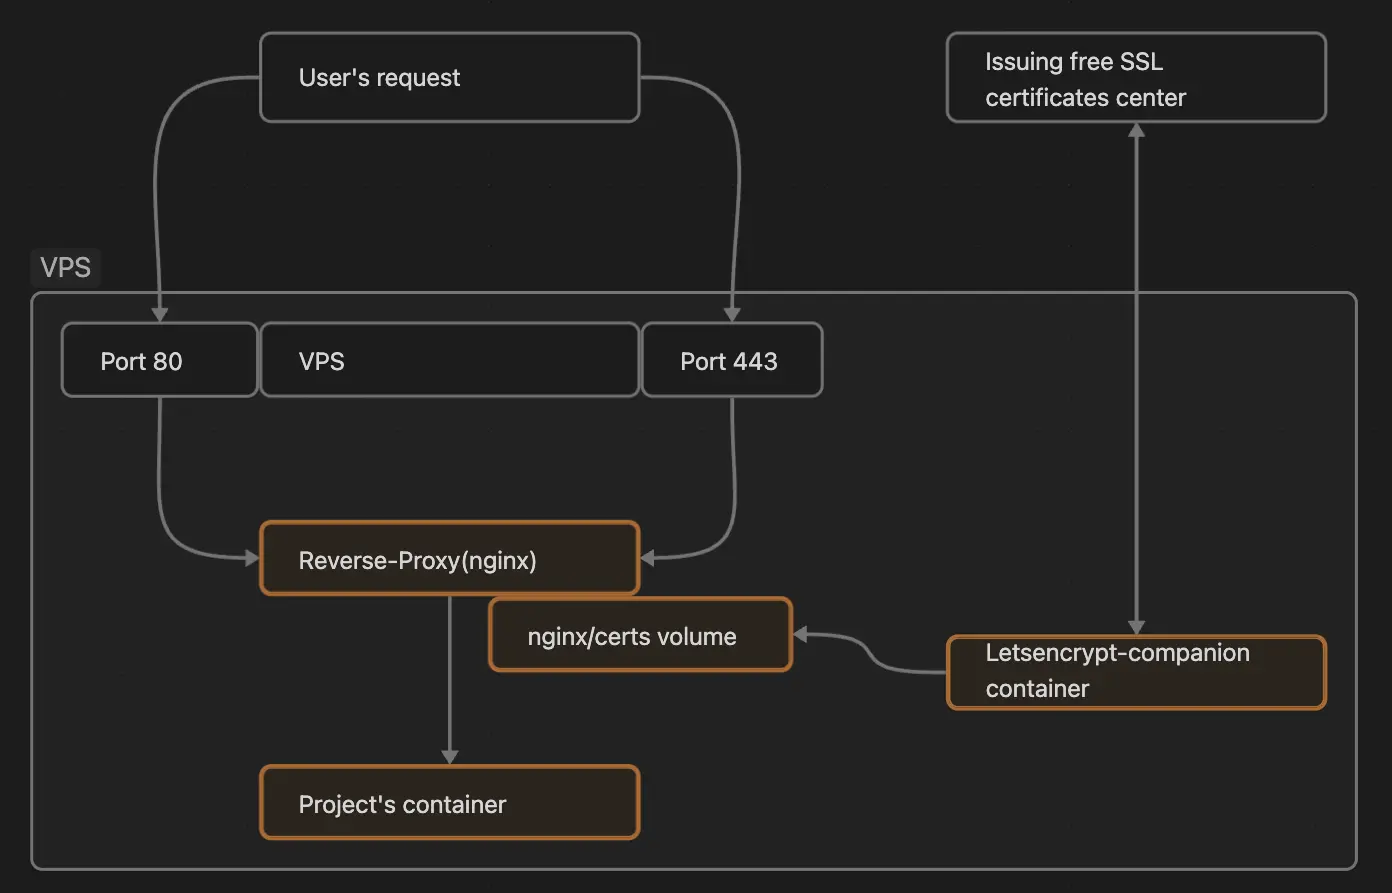 User's request
Issuing free SSL
certificates center
VPS
Port 80
VPS
Port 443
Reverse-Proxy(nginx)
nginx/certs volume
Letsencrypt-companion
container
Project's container